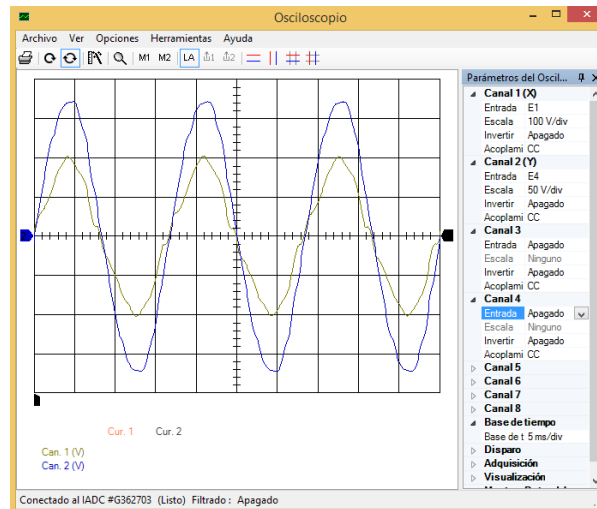 Osciloscopio
Archivo Ver Opciones Herramientas Ayuda
M1 M2 LA 1 2
Parámetros del Oscil...
Canal 1 (X)
Entrada E1
Escala 100 V/div
Invertir Apagado
Acoplami CC
Canal 2 (Y)
Entrada E4
Escala 50 V/div
Invertir Apagado
Acoplami CC
Canal 3
Entrada Apagado
Escala Ninguno
Invertir Apagado
Acoplami CC
Canal 4
Entrada Apagado
Escala Ninguno
Invertir Apagado
Acoplami CC
Canal 5
Canal 6
Canal 7
Canal 8
Base de tiempo
Base de t 5 ms/div
Disparo
Adquisición
Visualización
Cur. 1 Cur. 2
Can. 1 (V)
Can. 2 (V)
Conectado al IADC #G362703 (Listo) Filtrado : Apagado